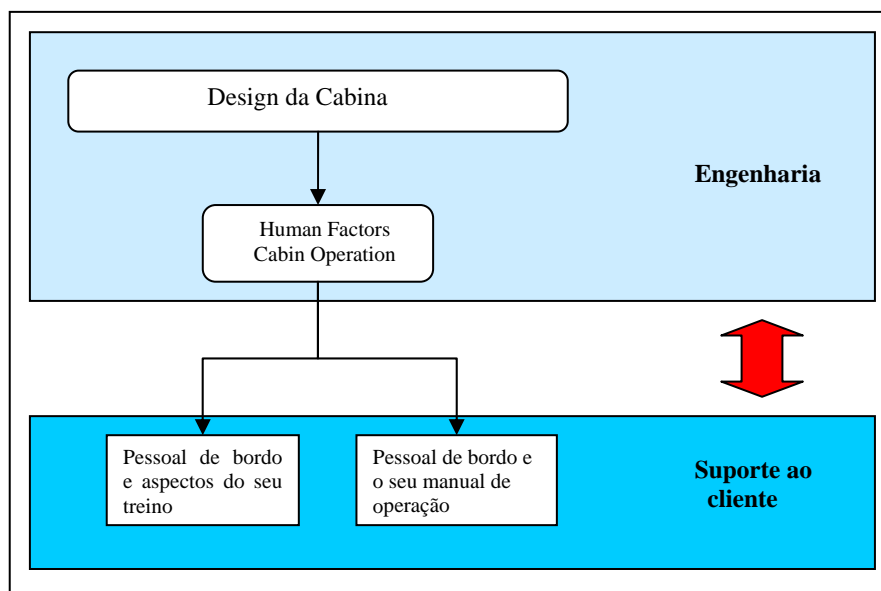 Design da Cabina
Engenharia
Human Factors
Cabin Operation
Pessoal de bordo
e aspectos do seu
treino
Pessoal de bordo e
o seu manual de
operação
Suporte ao
cliente